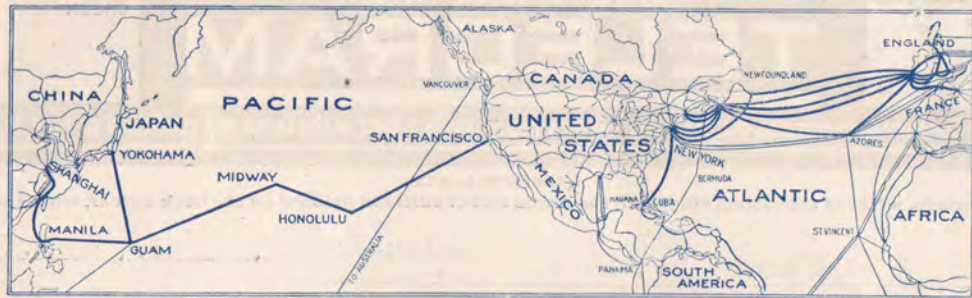 ALASKA
ENGLAND
CHINA
VANCOUVER
CANADA
NEWFOUNDLAND
PACIFIC
FRANCE
JAPAN
UNITED
STATES
SAN FRANCISCO
AZORES
YOKOHAMA
NEW YORK
SHANGHAI
MIDWAY
BERMUDA
MEXICO
ATLANTIC
HONOLULU
HAVANA
CUBA
AFRICA
MANILA
GUAM
ST. VINCENT
TO AUSTRALIA
PANAMA
SOUTH
AMERICA